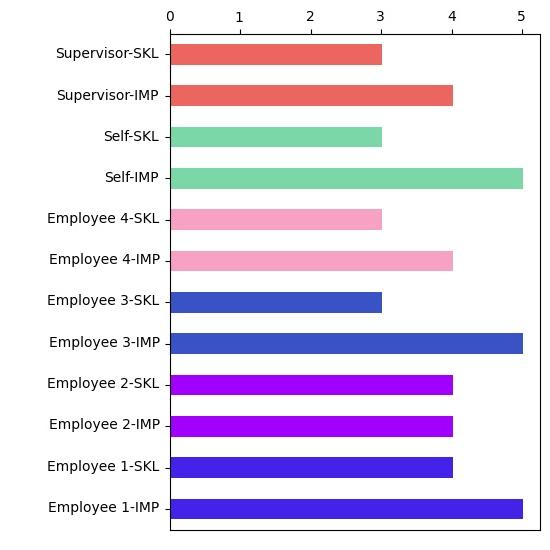 0 1 2 3 4 5
Supervisor-SKL
Supervisor-IMP
Self-SKL
Self-IMP
Employee 4-SKL
Employee 4-IMP
Employee 3-SKL
Employee 3-IMP
Employee 2-SKL
Employee 2-IMP
Employee 1-SKL
Employee 1-IMP